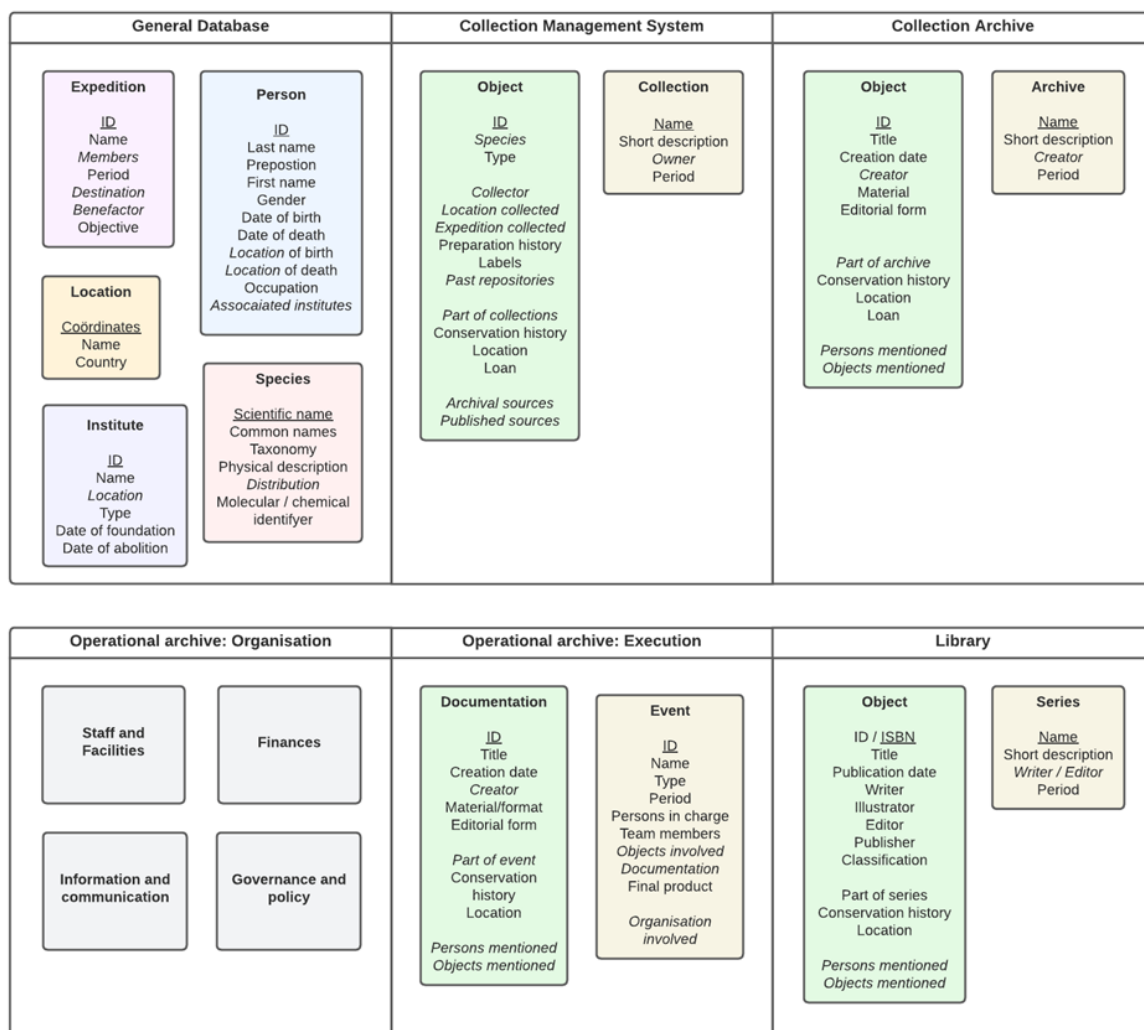 General Database
Expedition
ID
Name
Members
Period
Destination
Benefactor
Objective
Person
ID
Last name
Prepostion
First name
Gender
Date of birth
Date of death
Location of birth
Location of death
Occupation
Assocaiated institutes
Location
Coördinates
Name
Country
Species
Scientific name
Common names
Taxonomy
Physical description
Distribution
Molecular / chemical
identifyer
Institute
ID
Name
Location
Type
Date of foundation
Date of abolition
Collection Management System
Object
ID
Species
Type
Collector
Location collected
Expedition collected
Preparation history
Labels
Past repositories
Part of collections
Conservation history
Location
Loan
Archival sources
Published sources
Collection
Name
Short description
Owner
Period
Collection Archive
Object
ID
Title
Creation date
Creator
Material
Editorial form
Part of archive
Conservation history
Location
Loan
Persons mentioned
Objects mentioned
Archive
Name
Short description
Creator
Period
Operational archive: Organisation
Staff and
Facilities
Finances
Information and
communication
Governance and
policy
Operational archive: Execution
Documentation
ID
Title
Creation date
Creator
Material/format
Editorial form
Part of event
Conservation
history
Location
Persons mentioned
Objects mentioned
Event
ID
Name
Type
Period
Persons in charge
Team members
Objects involved
Documentation
Final product
Organisation
involved
Library
Object
ID / ISBN
Title
Publication date
Writer
Illustrator
Editor
Publisher
Classification
Part of series
Conservation history
Location
Persons mentioned
Objects mentioned
Series
Name
Short description
Writer / Editor
Period